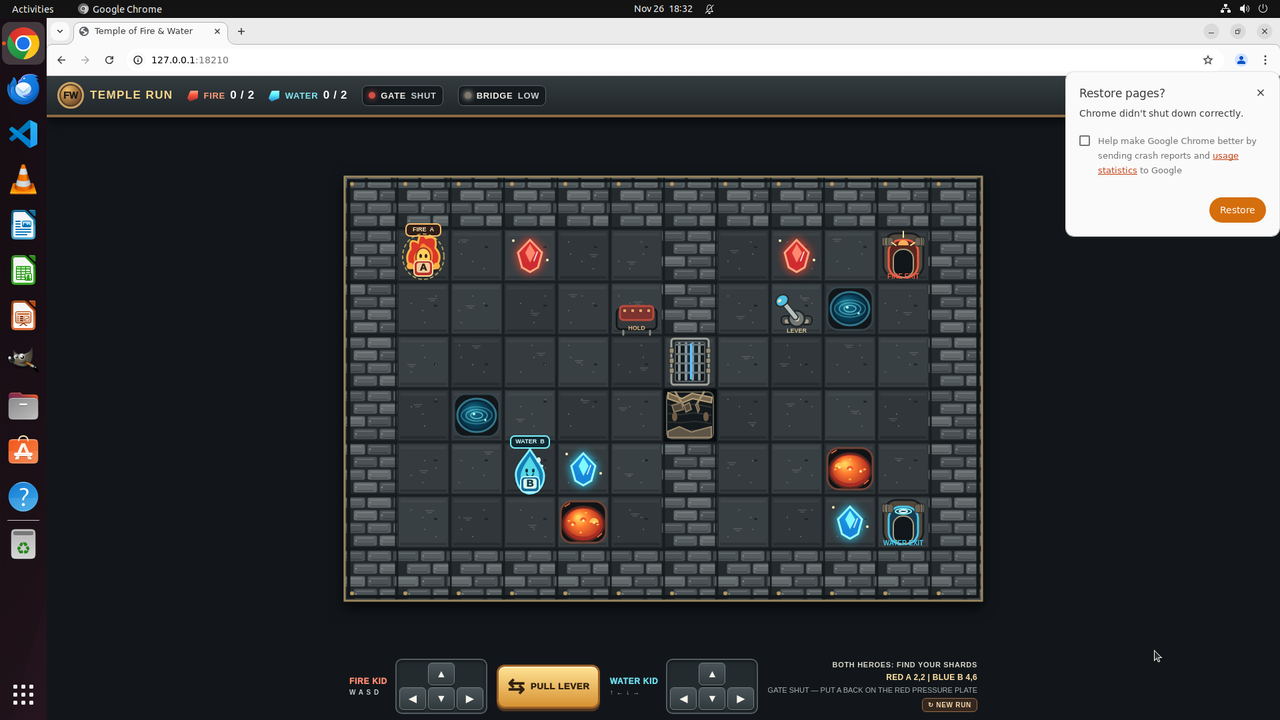 Activities
Google Chrome
Nov 26 18:32
Temple of Fire & Water
127.0.0.1:18210
FW
TEMPLE RUN
FIRE 0 / 2
WATER 0 / 2
GATE SHUT
BRIDGE LOW
Restore pages?
Chrome didn't shut down correctly.
Help make Google Chrome better by
sending crash reports and usage
statistics to Google
Restore
FIRE A
A
FIRE EXIT
HOLD
LEVER
WATER B
B
WATER EXIT
FIRE KID
W A S D
PULL LEVER
WATER KID
↑ ← ↓ →
BOTH HEROES: FIND YOUR SHARDS
RED A 2,2 | BLUE B 4,6
GATE SHUT — PUT A BACK ON THE RED PRESSURE PLATE
↻ NEW RUN